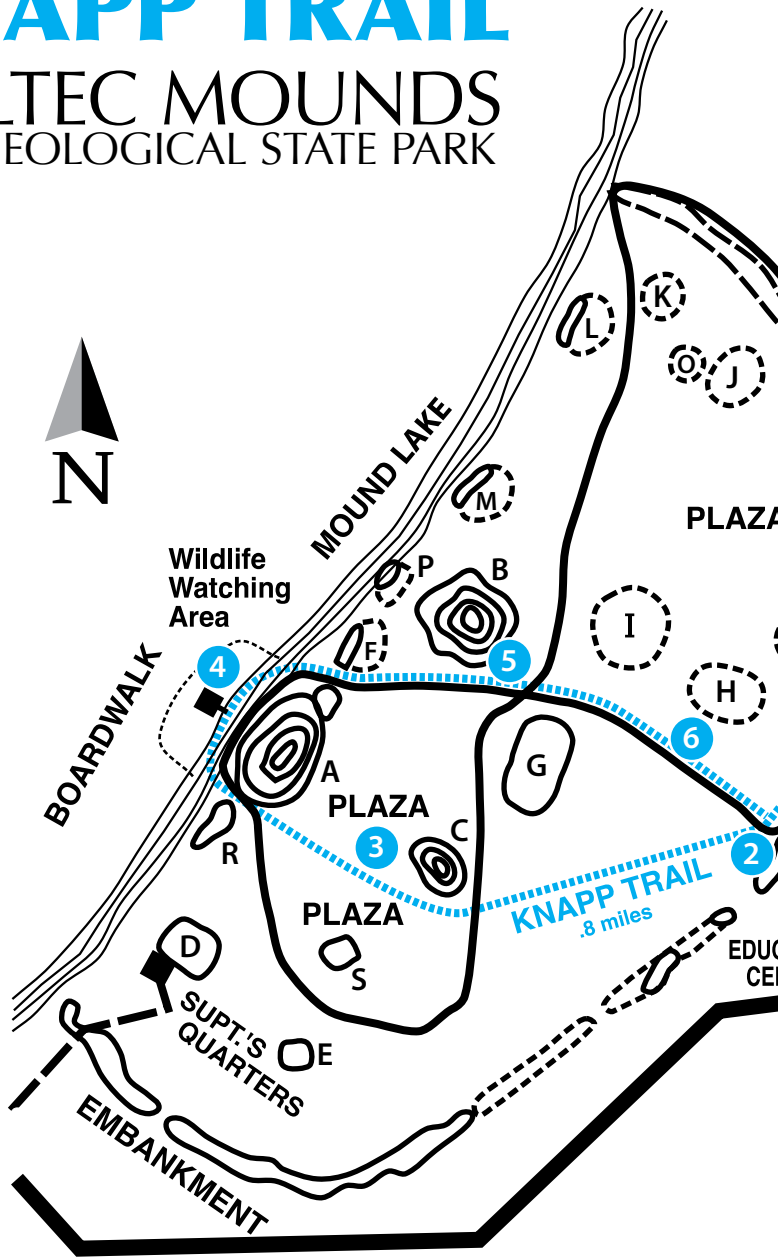 APP TRAIL
LTEC MOUNDS
EOLOGICAL STATE PARK
K
L
O
J
N
MOUND LAKE
M
PLAZA
Wildlife
Watching
Area
P
B
F
I
4
5
H
BOARDWALK
6
A
G
PLAZA
C
3
R
2
KNAPP TRAIL
.8 miles
PLAZA
D
S
EDUC
CEN
SUPT.'S
QUARTERS
E
EMBANKMENT